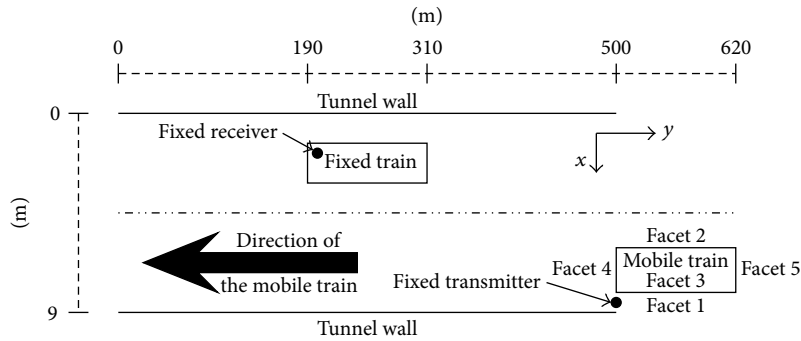 (m)
0 190 310 500 620
Tunnel wall
0
Fixed receiver
y
x
Fixed train
(m)
Direction of
the mobile train
Facet 2
Facet 4
Mobile train
Facet 5
Facet 3
Fixed transmitter
Facet 1
9
Tunnel wall